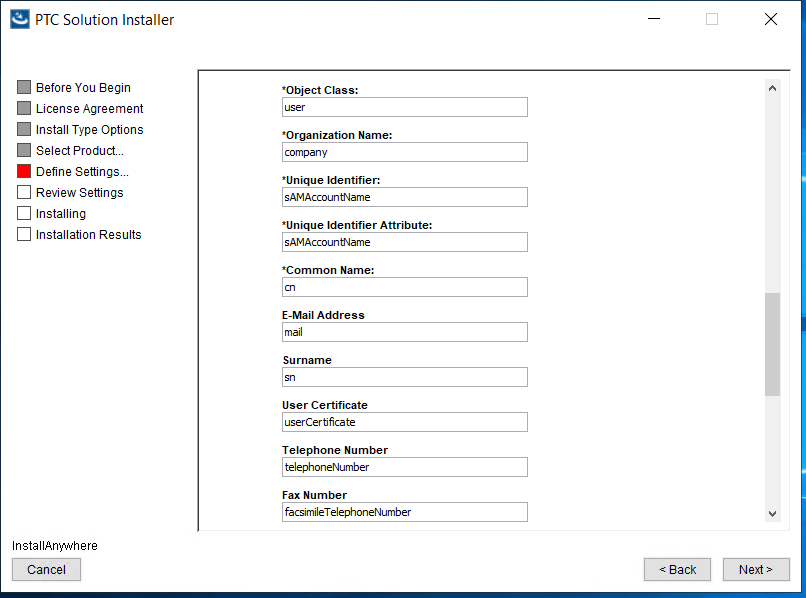 PTC Solution Installer
Before You Begin
License Agreement
Install Type Options
Select Product...
Define Settings...
Review Settings
Installing
Installation Results
*Object Class:
user
*Organization Name:
company
*Unique Identifier:
sAMAccountName
*Unique Identifier Attribute:
sAMAccountName
*Common Name:
cn
E-Mail Address
mail
Surname
sn
User Certificate
userCertificate
Telephone Number
telephoneNumber
Fax Number
facsimileTelephoneNumber
InstallAnywhere
Cancel
< Back
Next >